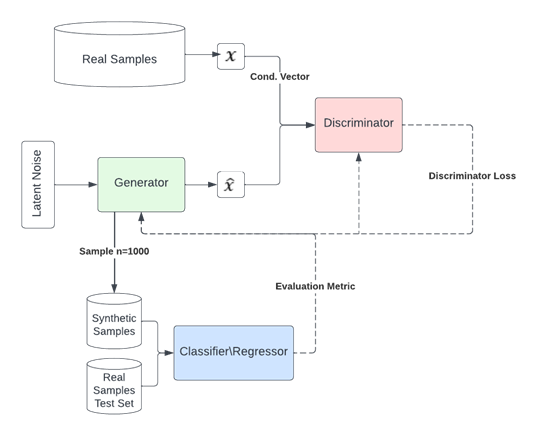 Real Samples
x
Cond. Vector
Discriminator
Latent Noise
Generator
x̂
Discriminator Loss
Sample n=1000
Evaluation Metric
Synthetic
Samples
Classifier\Regressor
Real
Samples
Test Set